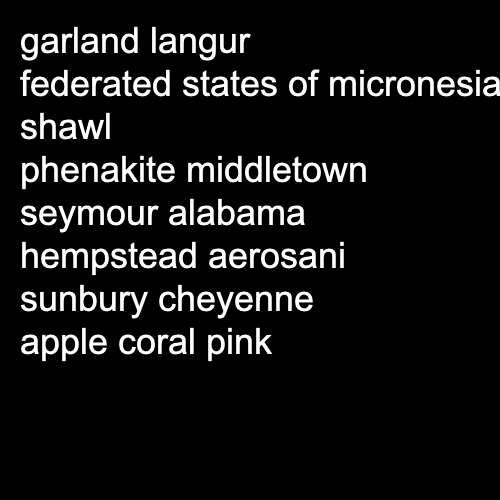 garland langur
federated states of micronesia
shawl
phenakite middletown
seymour alabama
hempstead aerosani
sunbury cheyenne
apple coral pink